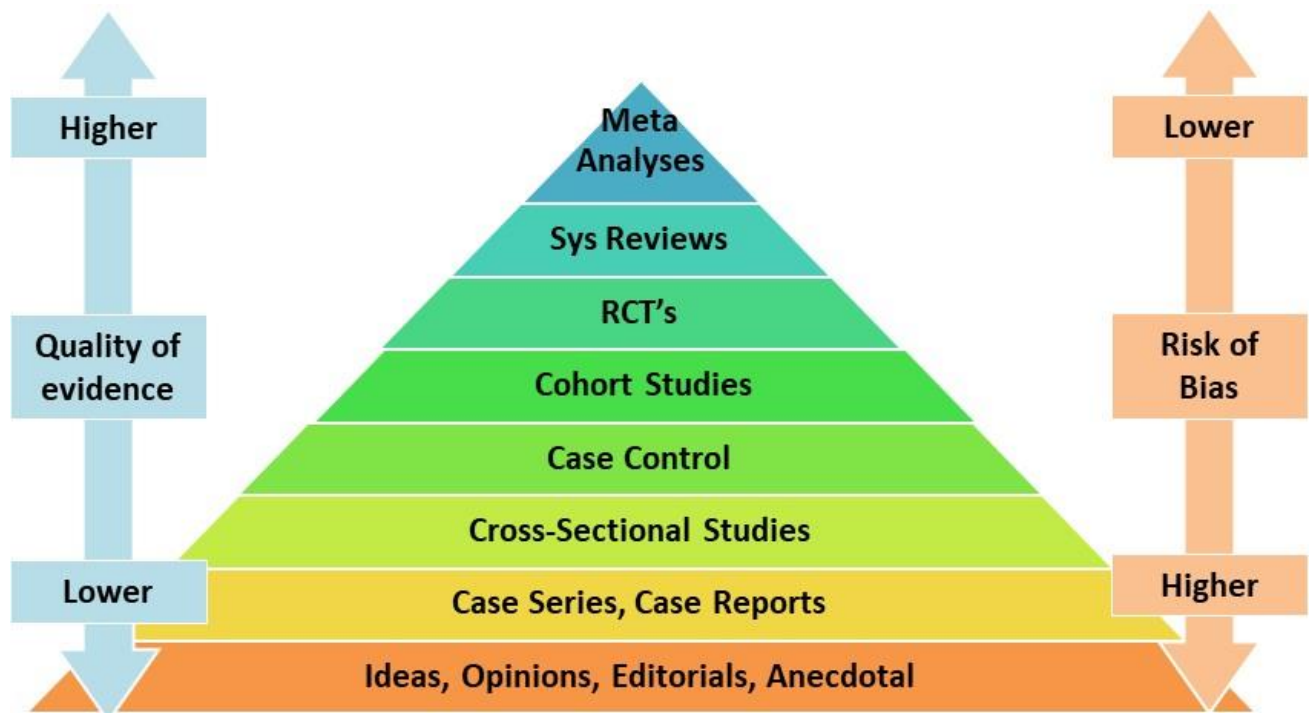 Higher
Quality of
evidence
Lower
Meta
Analyses
Sys Reviews
RCT's
Cohort Studies
Case Control
Cross-Sectional Studies
Case Series, Case Reports
Ideas, Opinions, Editorials, Anecdotal
Lower
Risk of
Bias
Higher